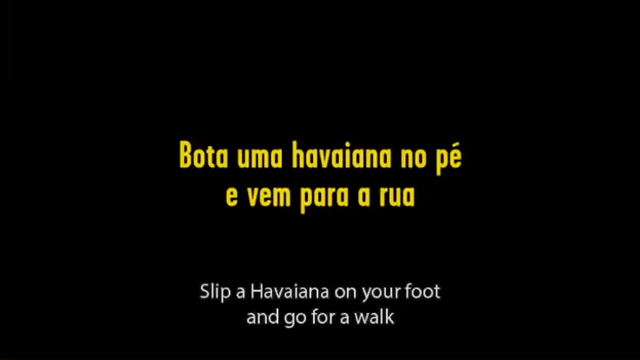 Bota uma havaiana no pé
e vem para a rua
Slip a Havaiana on your foot
and go for a walk